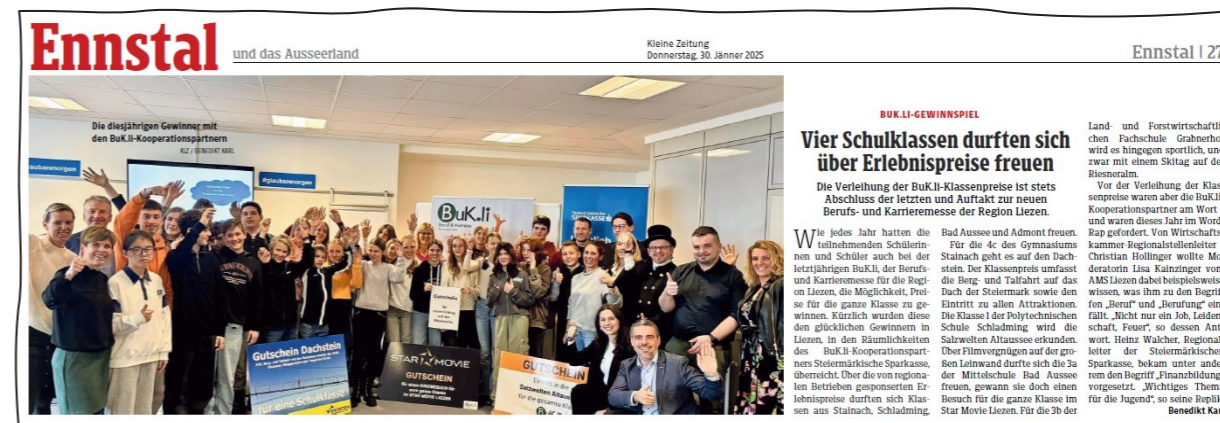 Ennstal
und das Ausseerland
Kleine Zeitung
Donnerstag, 30. Jänner 2025
Ennstal | 27
Die diesjährigen Gewinner mit
den BuK.li-Kooperationspartnern
KLZ / BENEDIKT KARL
#glaubenmorgen
BuK.li
SPARKASSE
Gutschein
Gutschein Dachstein
für eine Schulklasse
STAR MOVIE
GUTSCHEIN
GUTSCHEIN
Salzwelten Altaussee
BUK.LI-GEWINNSPIEL
Vier Schulklassen durften sich
über Erlebnispreise freuen
Die Verleihung der BuK.li-Klassenpreise ist stets
Abschluss der letzten und Auftakt zur neuen
Berufs- und Karrieremesse der Region Liezen.
Wie jedes Jahr hatten die
teilnehmenden Schülerin-
nen und Schüler auch bei der
letztjährigen BuK.li, der Berufs-
und Karrieremesse für die Regi-
on Liezen, die Möglichkeit, Prei-
se für die ganze Klasse zu ge-
winnen. Kürzlich wurden diese
den glücklichen Gewinnern in
Liezen, in den Räumlichkeiten
des BuK.li-Kooperationspart-
ners Steiermärkische Sparkasse,
überreicht. Über die von regiona-
len Betrieben gesponserten Er-
lebnispreise durften sich Klas-
sen aus Stainach, Schladming,
Bad Aussee und Admont freuen.
Für die 4c des Gymnasiums
Stainach geht es auf den Dach-
stein. Der Klassenpreis umfasst
die Berg- und Talfahrt auf das
Dach der Steiermark sowie den
Eintritt zu allen Attraktionen.
Die Klasse 1 der Polytechnischen
Schule Schladming wird die
Salzwelten Altaussee erkunden.
Über Filmvergnügen auf der gro-
ßen Leinwand durfte sich die 3a
der Mittelschule Bad Aussee
freuen, gewann sie doch einen
Besuch für die ganze Klasse im
Star Movie Liezen. Für die 3b der
Land- und Forstwirtschaftli
chen Fachschule Grabnerho
wird es hingegen sportlich, und
zwar mit einem Skitag auf de
Riesneralm.
Vor der Verleihung der Klas
senpreise waren aber die BuK.li
Kooperationspartner am Wort
und waren dieses Jahr im Word
Rap gefordert. Von Wirtschafts
kammer-Regionalstellenleiter
Christian Hollinger wollte Mo
deratorin Lisa Kainzinger vom
AMS Liezen dabei beispielsweis
wissen, was ihm zu den Begrif
fen „Beruf“ und „Berufung“ ein
fällt. „Nicht nur ein Job, Leiden
schaft, Feuer“, so dessen Ant
wort. Heinz Walcher, Regional
leiter der Steiermärkischen
Sparkasse, bekam unter ande
rem den Begriff „Finanzbildung
vorgesetzt. „Wichtiges Them
für die Jugend“, so seine Replik
Benedikt Kar